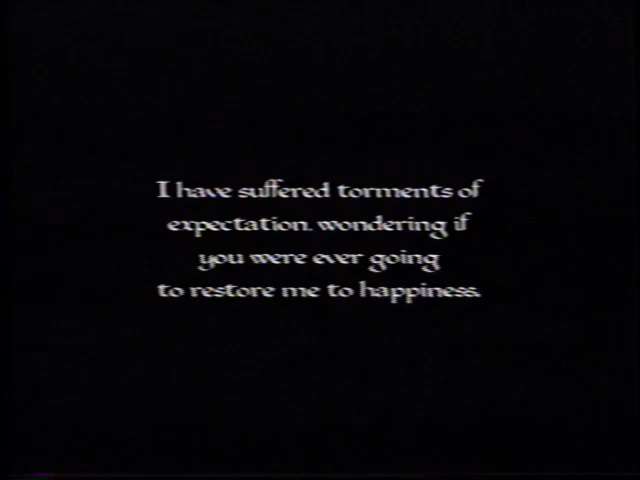 I have suffered torments of
expectation, wondering if
you were ever going
to restore me to happiness.